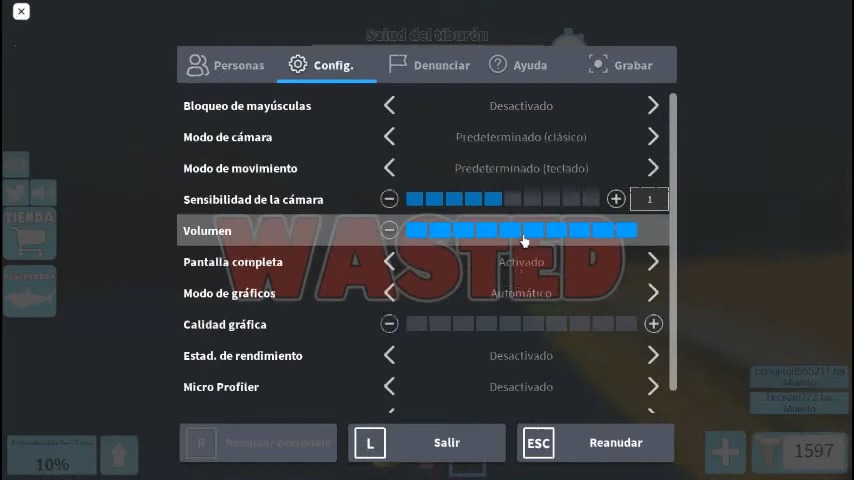 Salud del tiburón
Personas
Config.
Denunciar
Ayuda
Grabar
Bloqueo de mayúsculas
Desactivado
Modo de cámara
Predeterminado (clásico)
Modo de movimiento
Predeterminado (teclado)
Sensibilidad de la cámara
1
Volumen
Pantalla completa
Activado
Modo de gráficos
Automático
Calidad gráfica
Estad. de rendimiento
Desactivado
Micro Profiler
Desactivado
WASTED
TIENDA
Muerto
Muerto
R
L
Salir
ESC
Reanudar
10%
1597